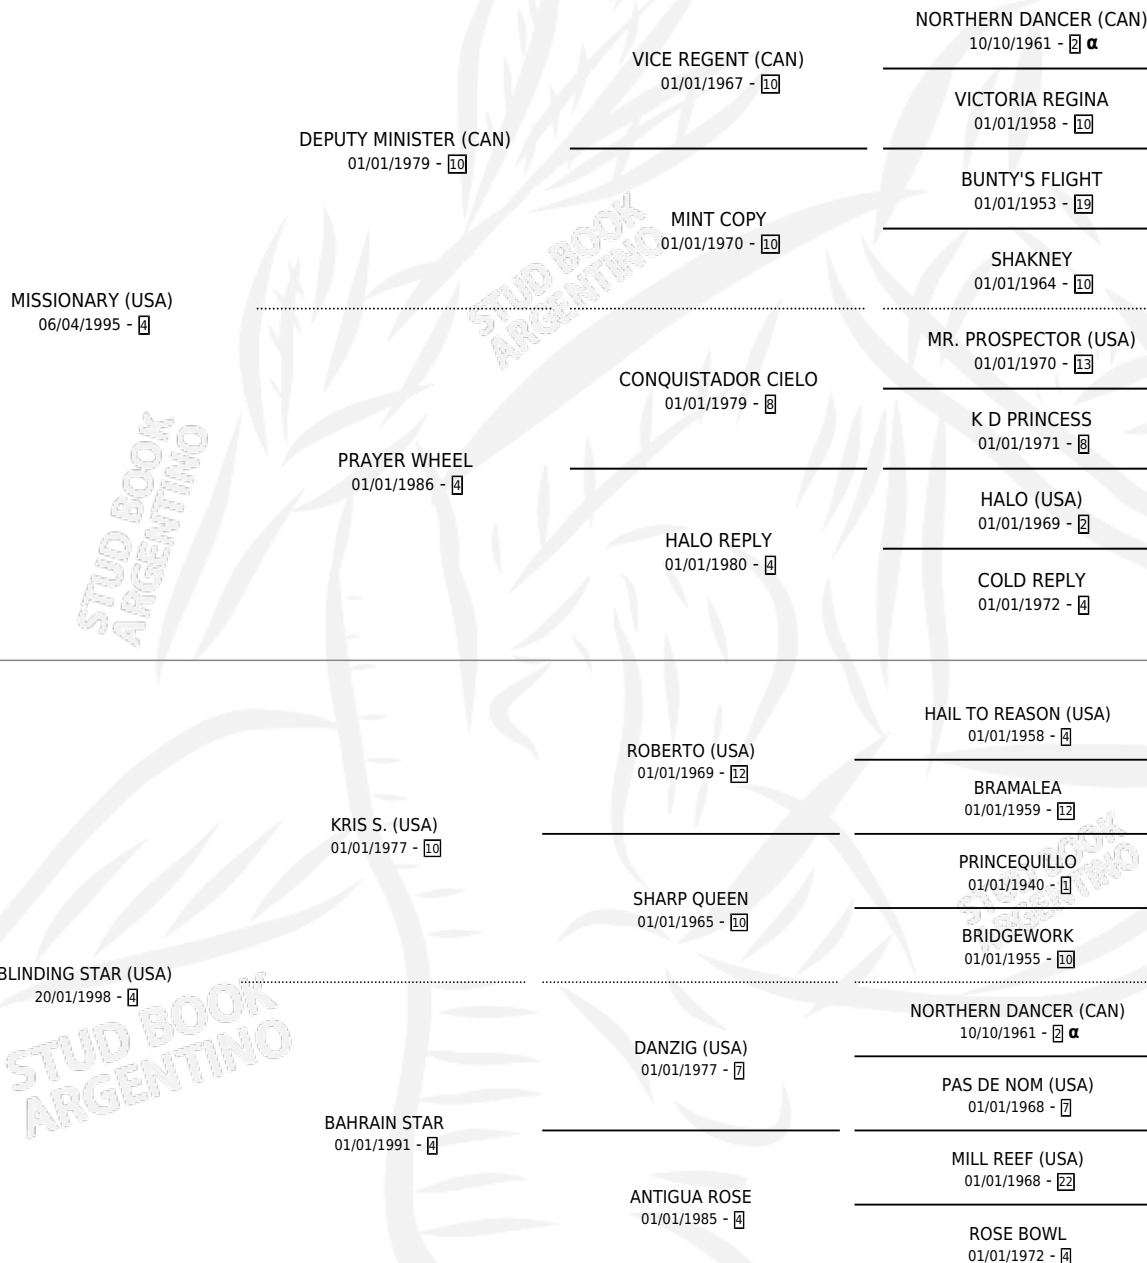 NORTHERN DANCER (CAN)
10/10/1961 - 2 α
VICE REGENT (CAN)
01/01/1967 - 10
VICTORIA REGINA
01/01/1958 - 10
DEPUTY MINISTER (CAN)
01/01/1979 - 10
BUNTY'S FLIGHT
01/01/1953 - 19
MINT COPY
01/01/1970 - 10
SHAKNEY
01/01/1964 - 10
MISSIONARY (USA)
06/04/1995 - 4
MR. PROSPECTOR (USA)
01/01/1970 - 13
CONQUISTADOR CIELO
01/01/1979 - 8
K D PRINCESS
01/01/1971 - 8
PRAYER WHEEL
01/01/1986 - 4
HALO (USA)
01/01/1969 - 2
HALO REPLY
01/01/1980 - 4
COLD REPLY
01/01/1972 - 4
HAIL TO REASON (USA)
01/01/1958 - 4
ROBERTO (USA)
01/01/1969 - 12
BRAMALEA
01/01/1959 - 12
KRIS S. (USA)
01/01/1977 - 10
PRINCEQUILLO
01/01/1940 - 1
SHARP QUEEN
01/01/1965 - 10
BRIDGEWORK
01/01/1955 - 10
BLINDING STAR (USA)
20/01/1998 - 4
NORTHERN DANCER (CAN)
10/10/1961 - 2 α
DANZIG (USA)
01/01/1977 - 7
PAS DE NOM (USA)
01/01/1968 - 7
BAHRAIN STAR
01/01/1991 - 4
MILL REEF (USA)
01/01/1968 - 22
ANTIGUA ROSE
01/01/1985 - 4
ROSE BOWL
01/01/1972 - 4
STUD BOOK
ARGENTINO
STUD BOOK
ARGENTINO
STUD BOOK
ARGENTINO
STUD BOOK
ARGENTINO